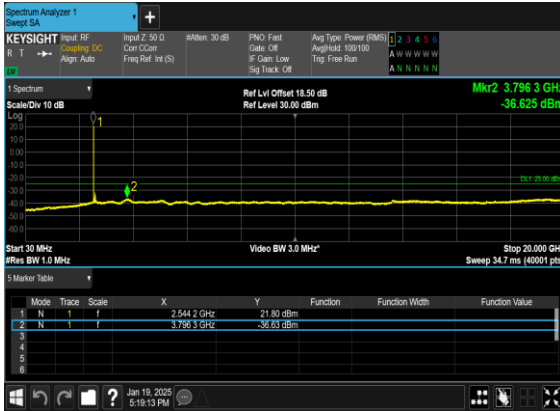 Spectrum Analyzer 1
Swept SA
+
KEYSIGHT Input: RF Input Z: 50 Ω #Atten: 30 dB PNO: Fast Avg Type: Power (RMS) 1 2 3 4 5 6
R T Coupling: DC Corr CCorr Gate: Off Avg|Hold: 100/100 A W W W W W
Align: Auto Freq Ref: Int (S) IF Gain: Low Trig: Free Run
LXI Sig Track: Off A N N N N N
1 Spectrum Ref Lvl Offset 18.50 dB Mkr2 3.796 3 GHz
Scale/Div 10 dB Ref Level 30.00 dBm -36.625 dBm
Log
1
20.0
10.0
0.00
-10.0
DL1 -25.00 dBm
-20.0
2
-30.0
-40.0
-50.0
-60.0
Start 30 MHz Video BW 3.0 MHz* Stop 20.000 GH
#Res BW 1.0 MHz Sweep 34.7 ms (40001 pts
5 Marker Table
Mode Trace Scale X Y Function Function Width Function Value
1 N 1 f 2.544 2 GHz 21.80 dBm
2 N 1 f 3.796 3 GHz -36.63 dBm
3
4
5
6
? Jan 19, 2025
5:19:13 PM